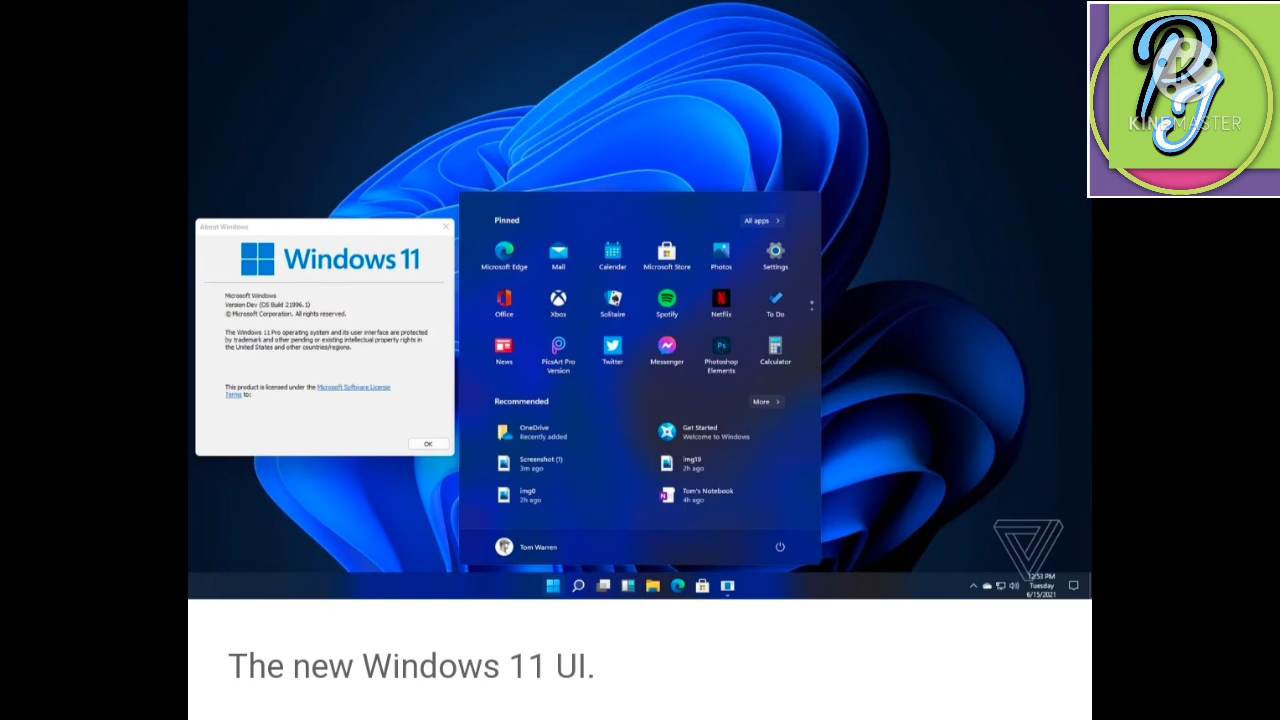 KINEMASTER
About Windows
Windows 11
Microsoft Windows
Version Dev (OS Build 21996.1)
© Microsoft Corporation. All rights reserved.
The Windows 11 Pro operating system and its user interface are protected
by trademark and other pending or existing intellectual property rights in
the United States and other countries/regions.
This product is licensed under the Microsoft Software License
Terms to:
OK
Pinned
All apps >
Microsoft Edge
Mail
Calendar
Microsoft Store
Photos
Settings
Office
Xbox
Solitaire
Spotify
Netflix
To Do
News
PicsArt Pro
Version
Twitter
Messenger
Ps
Photoshop
Elements
Calculator
Recommended
More >
OneDrive
Recently added
Get Started
Welcome to Windows
Screenshot (1)
3m ago
img19
2h ago
img0
2h ago
Tom's Notebook
4h ago
Tom Warren
12:53 PM
Tuesday
6/15/2021
The new Windows 11 UI.